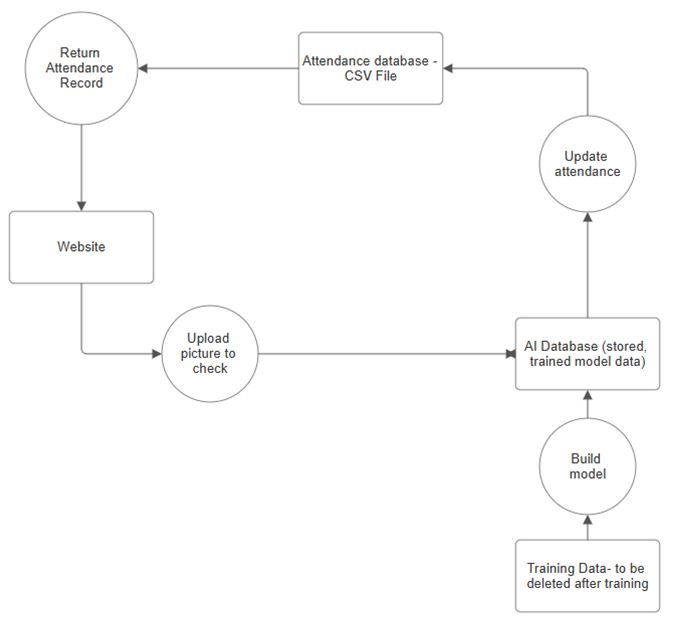 Return
Attendance
Record
Attendance database -
CSV File
Update
attendance
Website
Upload
picture to
check
AI Database (stored,
trained model data)
Build
model
Training Data- to be
deleted after training